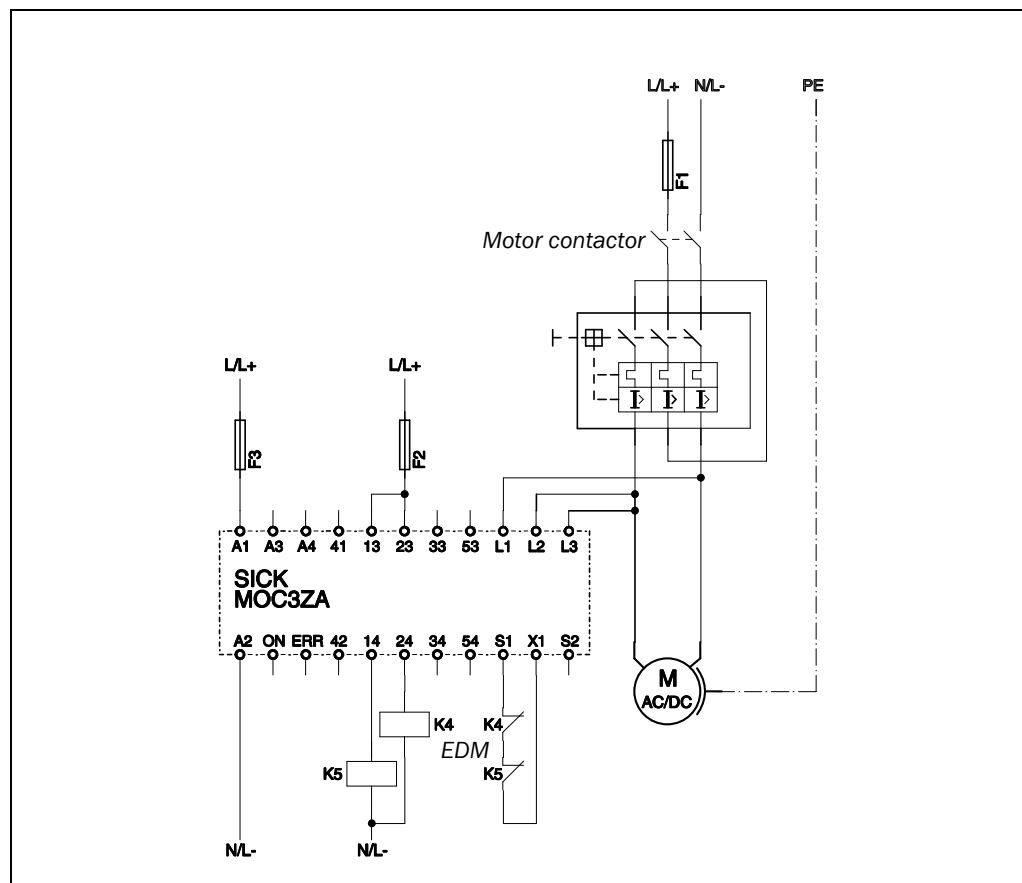 L/L+ N/L- PE
F1
Motor contactor
L/L+ L/L+
F3 F2
A1 A3 A4 41 13 23 33 53 L1 L2 L3
SICK
MOC3ZA
A2 ON ERR 42 14 24 34 54 S1 X1 S2
M
AC/DC
K4 K4
EDM
K5 K5
N/L- N/L-